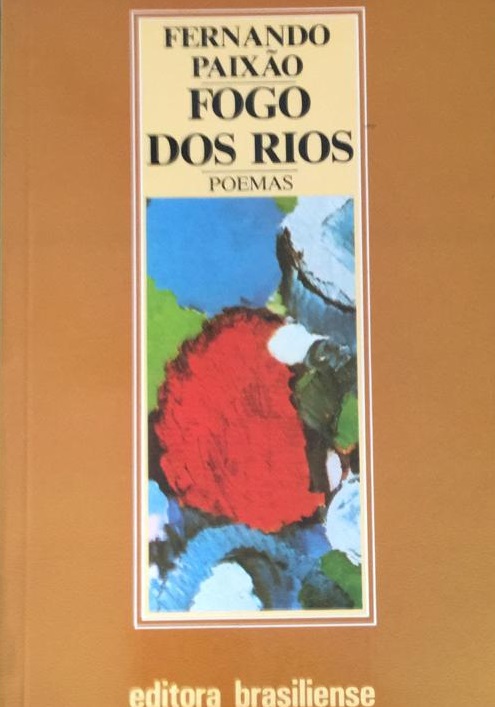 FERNANDO
PAIXÃO
FOGO
DOS RIOS
POEMAS
editora brasiliense